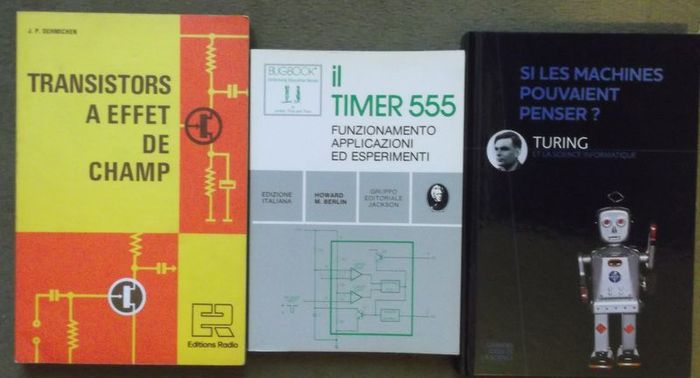 J. P. OEHMICHEN
TRANSISTORS
A EFFET
DE
CHAMP
Editions Radio
BUGBOOK®
il
TIMER 555
FUNZIONAMENTO
APPLICAZIONI
ED ESPERIMENTI
EDIZIONE
ITALIANA
HOWARD
M. BERLIN
GRUPPO
EDITORIALE
JACKSON
SI LES MACHINES
POUVAIENT
PENSER ?
TURING
ET LA SCIENCE INFORMATIQUE